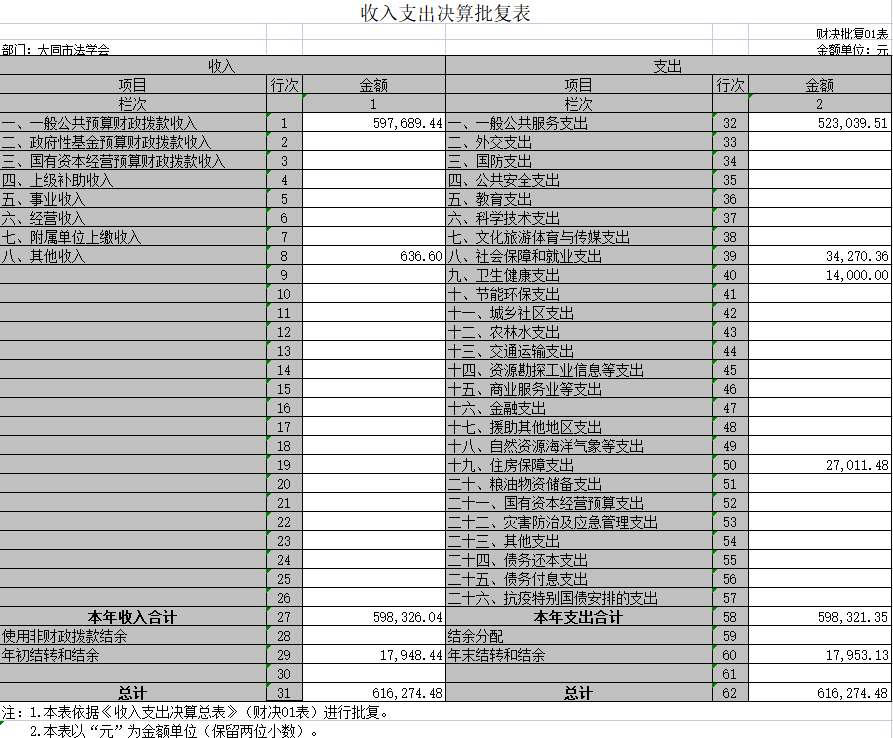 收入支出决算批复表
财决批复01表
部门：大同市法学会 金额单位：元
收入 支出
项目 行次 金额 项目 行次 金额
栏次 1 栏次 2
一、一般公共预算财政拨款收入 1 597,689.44 一、一般公共服务支出 32 523,039.51
二、政府性基金预算财政拨款收入 2 二、外交支出 33
三、国有资本经营预算财政拨款收入 3 三、国防支出 34
四、上级补助收入 4 四、公共安全支出 35
五、事业收入 5 五、教育支出 36
六、经营收入 6 六、科学技术支出 37
七、附属单位上缴收入 7 七、文化旅游体育与传媒支出 38
八、其他收入 8 636.60 八、社会保障和就业支出 39 34,270.36
9 九、卫生健康支出 40 14,000.00
10 十、节能环保支出 41
11 十一、城乡社区支出 42
12 十二、农林水支出 43
13 十三、交通运输支出 44
14 十四、资源勘探工业信息等支出 45
15 十五、商业服务业等支出 46
16 十六、金融支出 47
17 十七、援助其他地区支出 48
18 十八、自然资源海洋气象等支出 49
19 十九、住房保障支出 50 27,011.48
20 二十、粮油物资储备支出 51
21 二十一、国有资本经营预算支出 52
22 二十二、灾害防治及应急管理支出 53
23 二十三、其他支出 54
24 二十四、债务还本支出 55
25 二十五、债务付息支出 56
26 二十六、抗疫特别国债安排的支出 57
本年收入合计 27 598,326.04 本年支出合计 58 598,321.35
使用非财政拨款结余 28 结余分配 59
年初结转和结余 29 17,948.44 年末结转和结余 60 17,953.13
30 61
总计 31 616,274.48 总计 62 616,274.48
注：1.本表依据《收入支出决算总表》（财决01表）进行批复。
2.本表以“元”为金额单位（保留两位小数）。